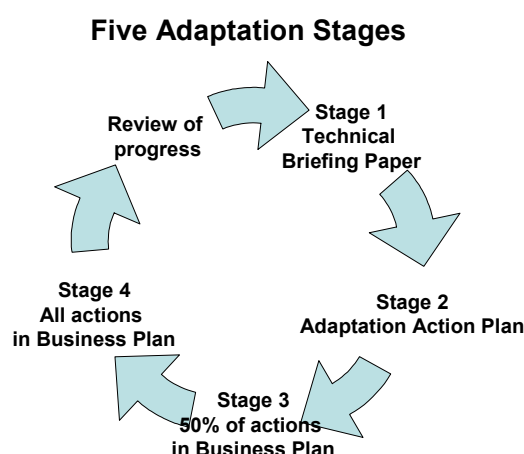 Five Adaptation Stages
Stage 1
Technical
Briefing Paper
Stage 2
Adaptation Action Plan
Stage 3
50% of actions
in Business Plan
Stage 4
All actions
in Business Plan
Review of
progress